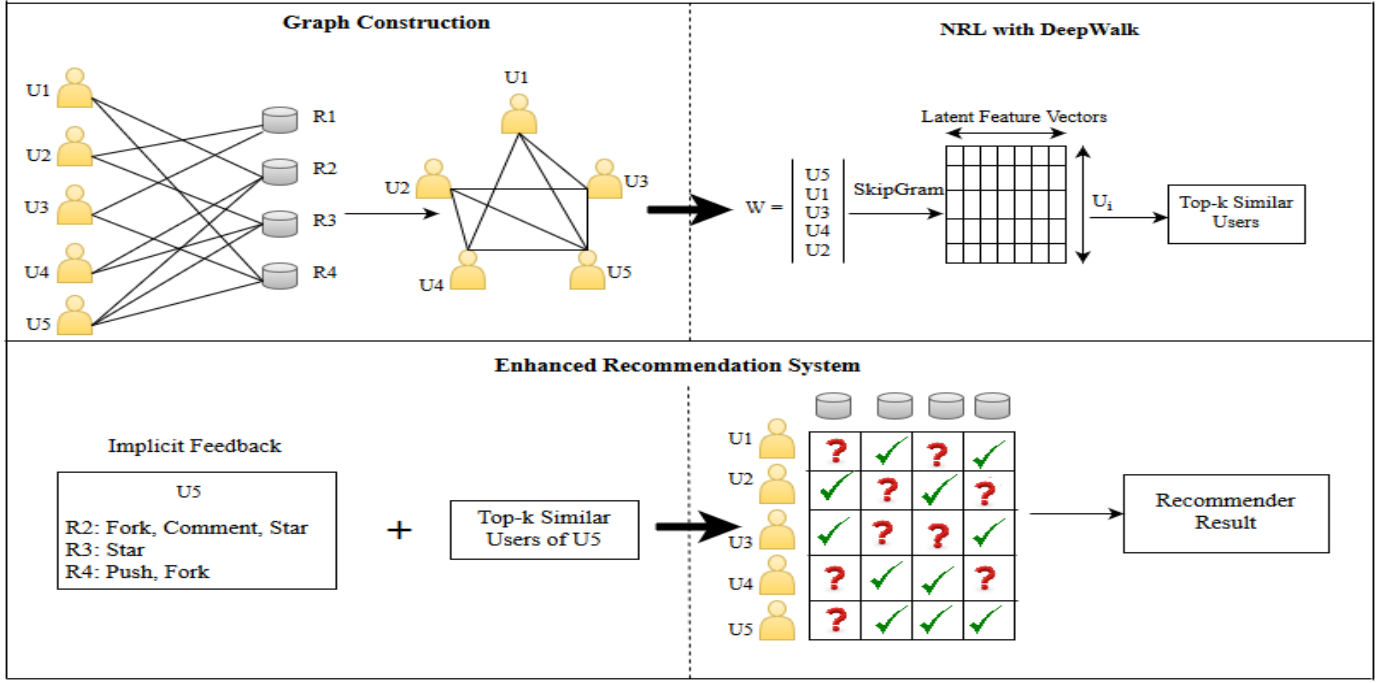 Graph Construction
U1
U2
U3
U4
U5
R1
R2
R3
R4
U1
U2
U3
U4
U5
NRL with DeepWalk
Latent Feature Vectors
W =
U5
U1
U3
U4
U2
SkipGram
Ui
Top-k Similar
Users
Enhanced Recommendation System
Implicit Feedback
U5
R2: Fork, Comment, Star
R3: Star
R4: Push, Fork
+
Top-k Similar
Users of U5
U1
? ✓ ? ✓
U2
✓ ? ✓ ?
U3
✓ ? ? ✓
U4
? ✓ ✓ ?
U5
? ✓ ✓ ✓
Recommender
Result